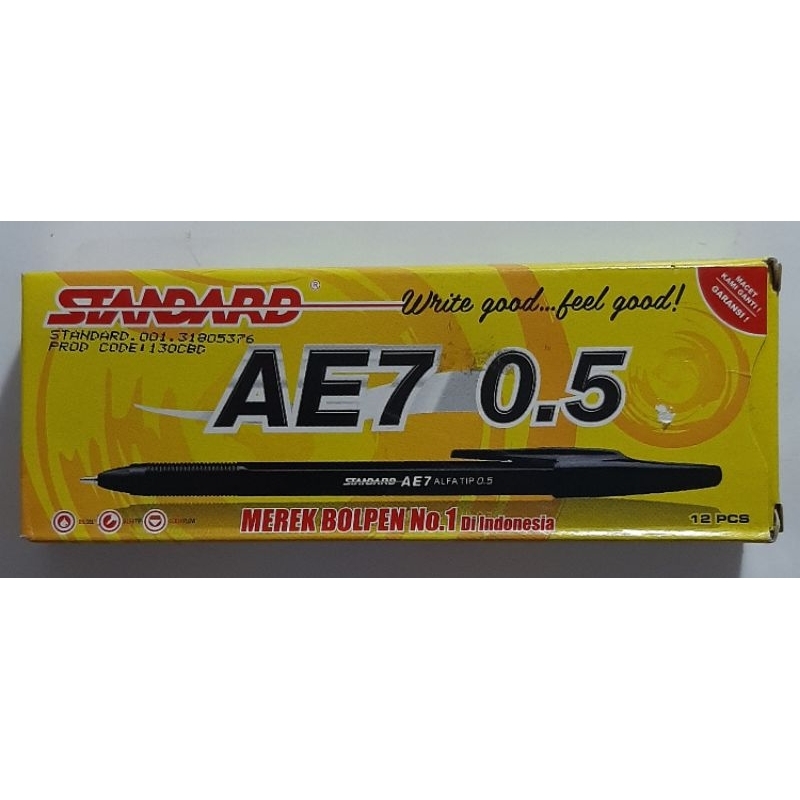 STANDARD®
Write good...feel good!
MACET
KAMI GANTI!
GARANSI!
STANDARD.001.31805376
PROD CODE:130CBD
AE7 0.5
STANDARD AE7 ALFA TIP 0.5
MEREK BOLPEN No.1 Di Indonesia
12 PCS